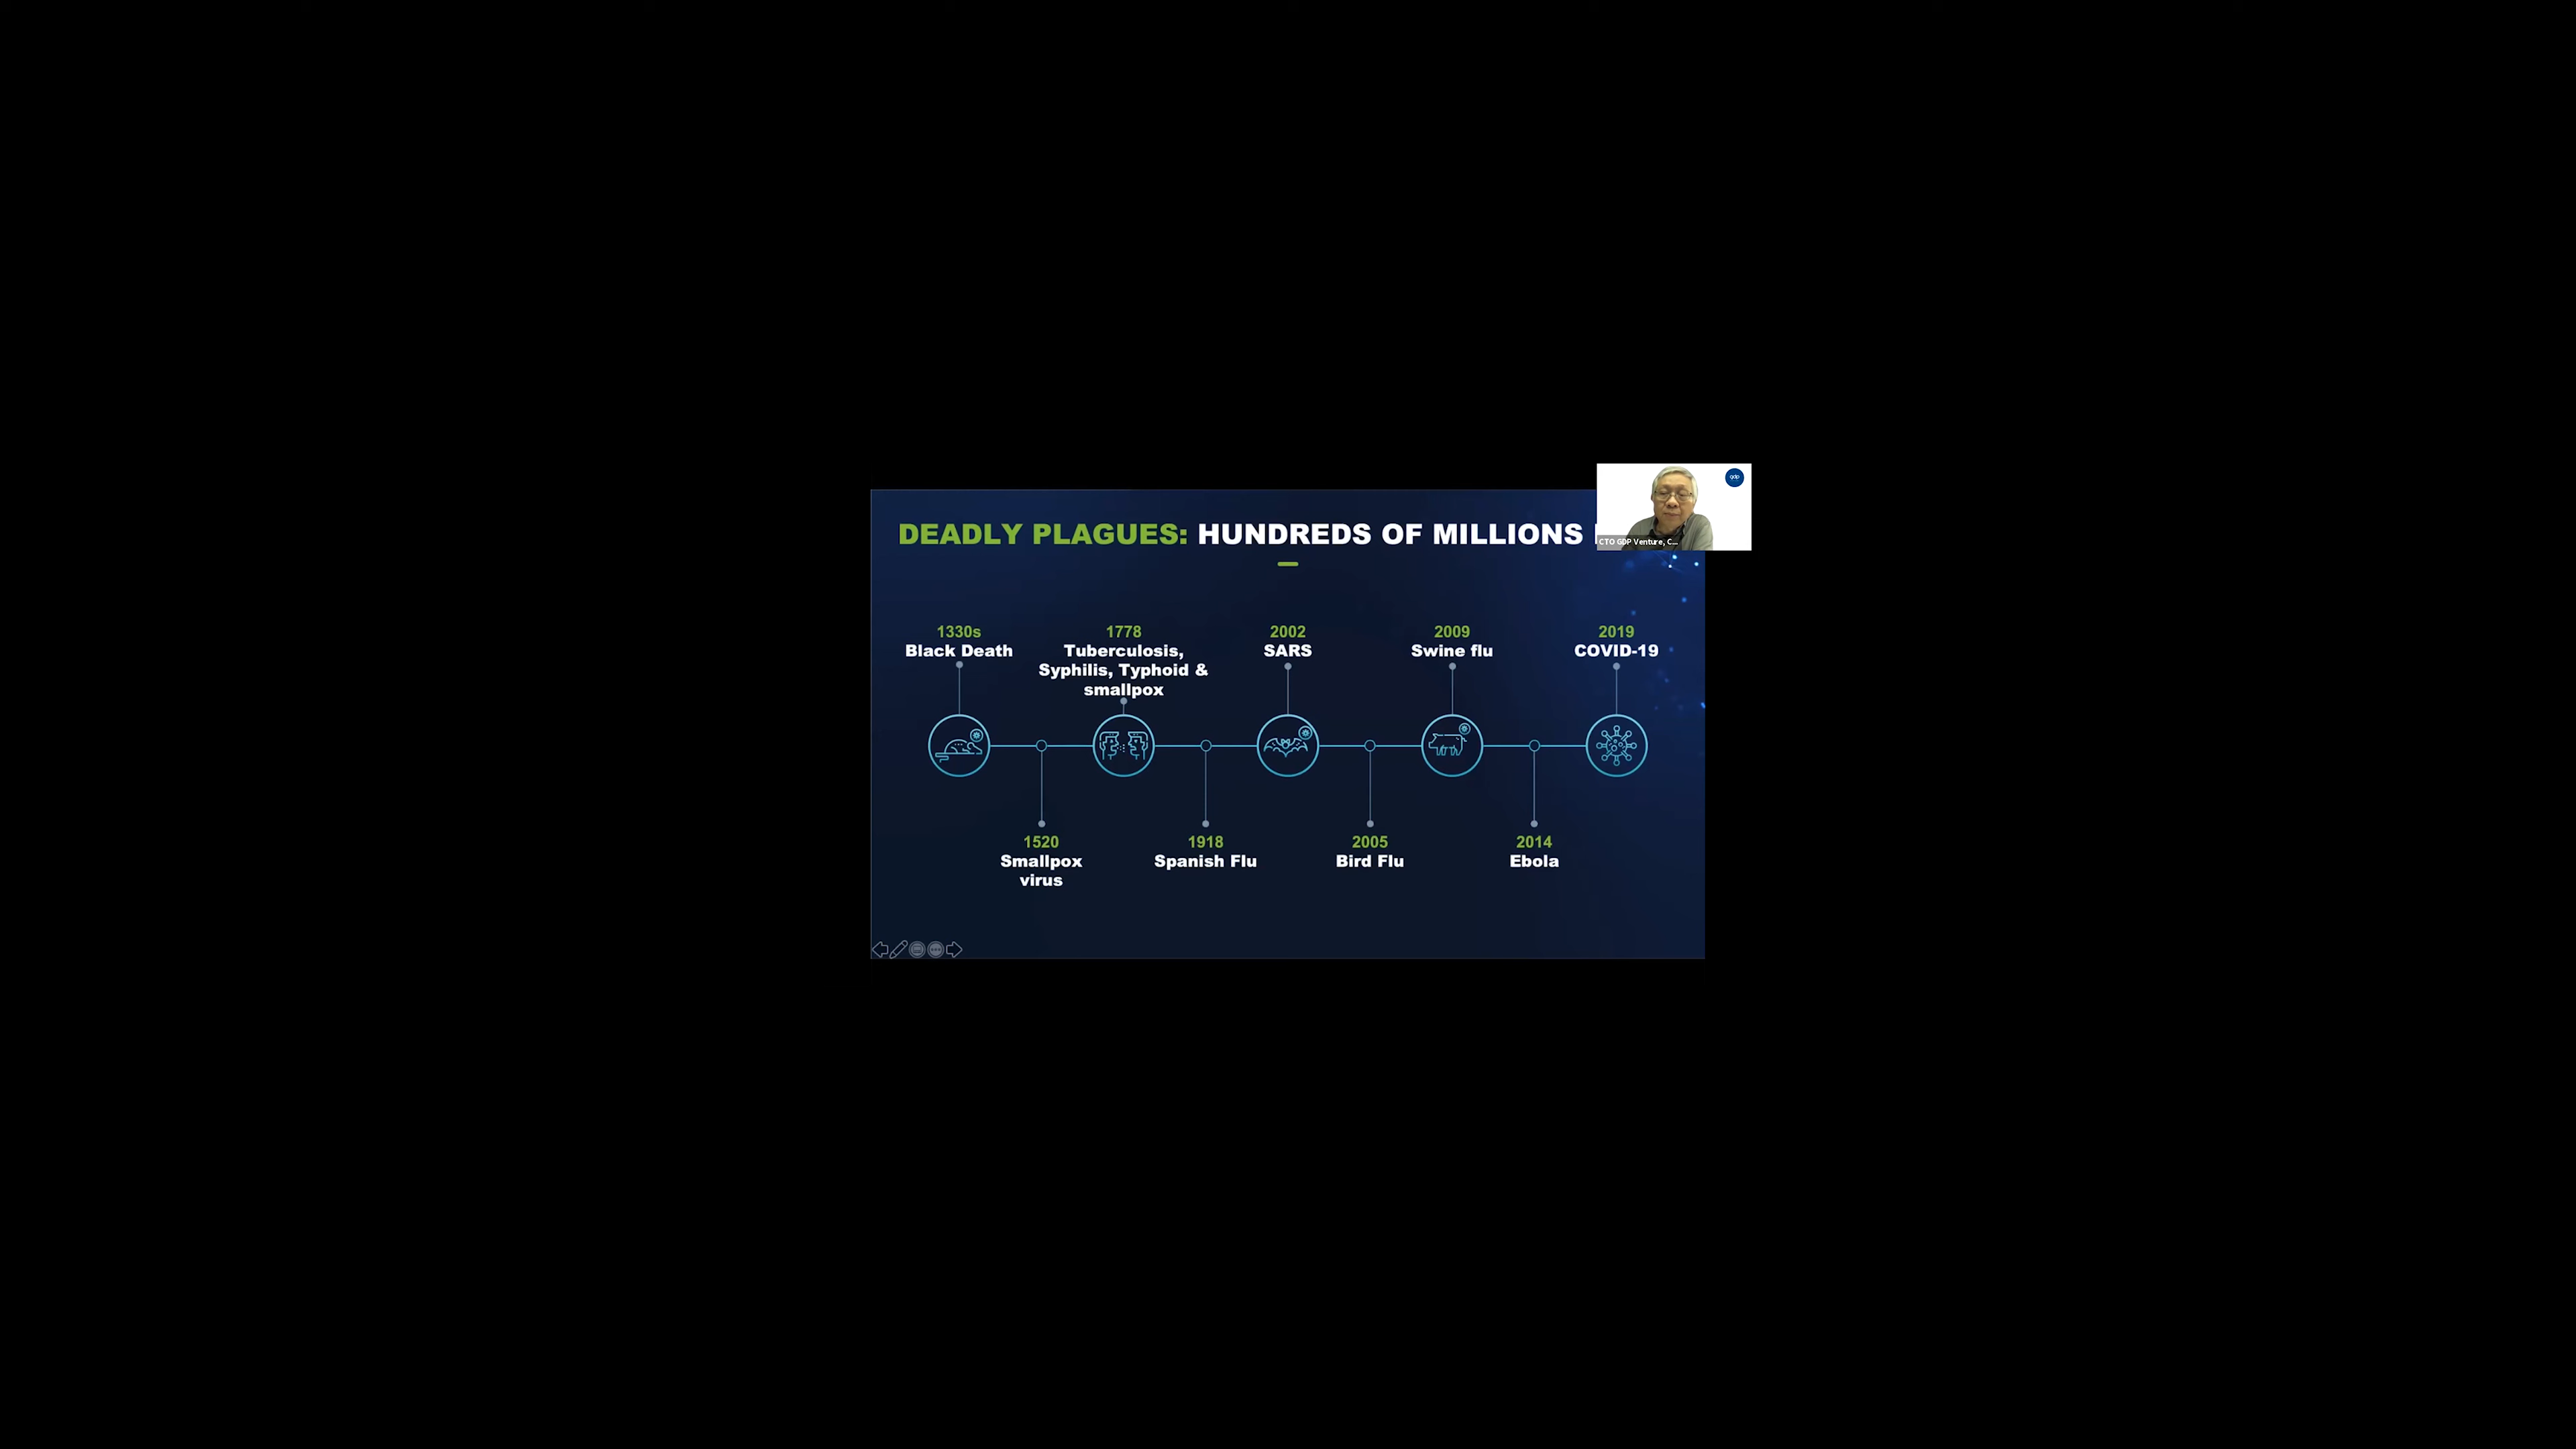 DEADLY PLAGUES: HUNDREDS OF MILLIONS
gdp
CTO GDP Venture, C...
1330s
Black Death
1778
Tuberculosis,
Syphilis, Typhoid &
smallpox
2002
SARS
2009
Swine flu
2019
COVID-19
1520
Smallpox
virus
1918
Spanish Flu
2005
Bird Flu
2014
Ebola